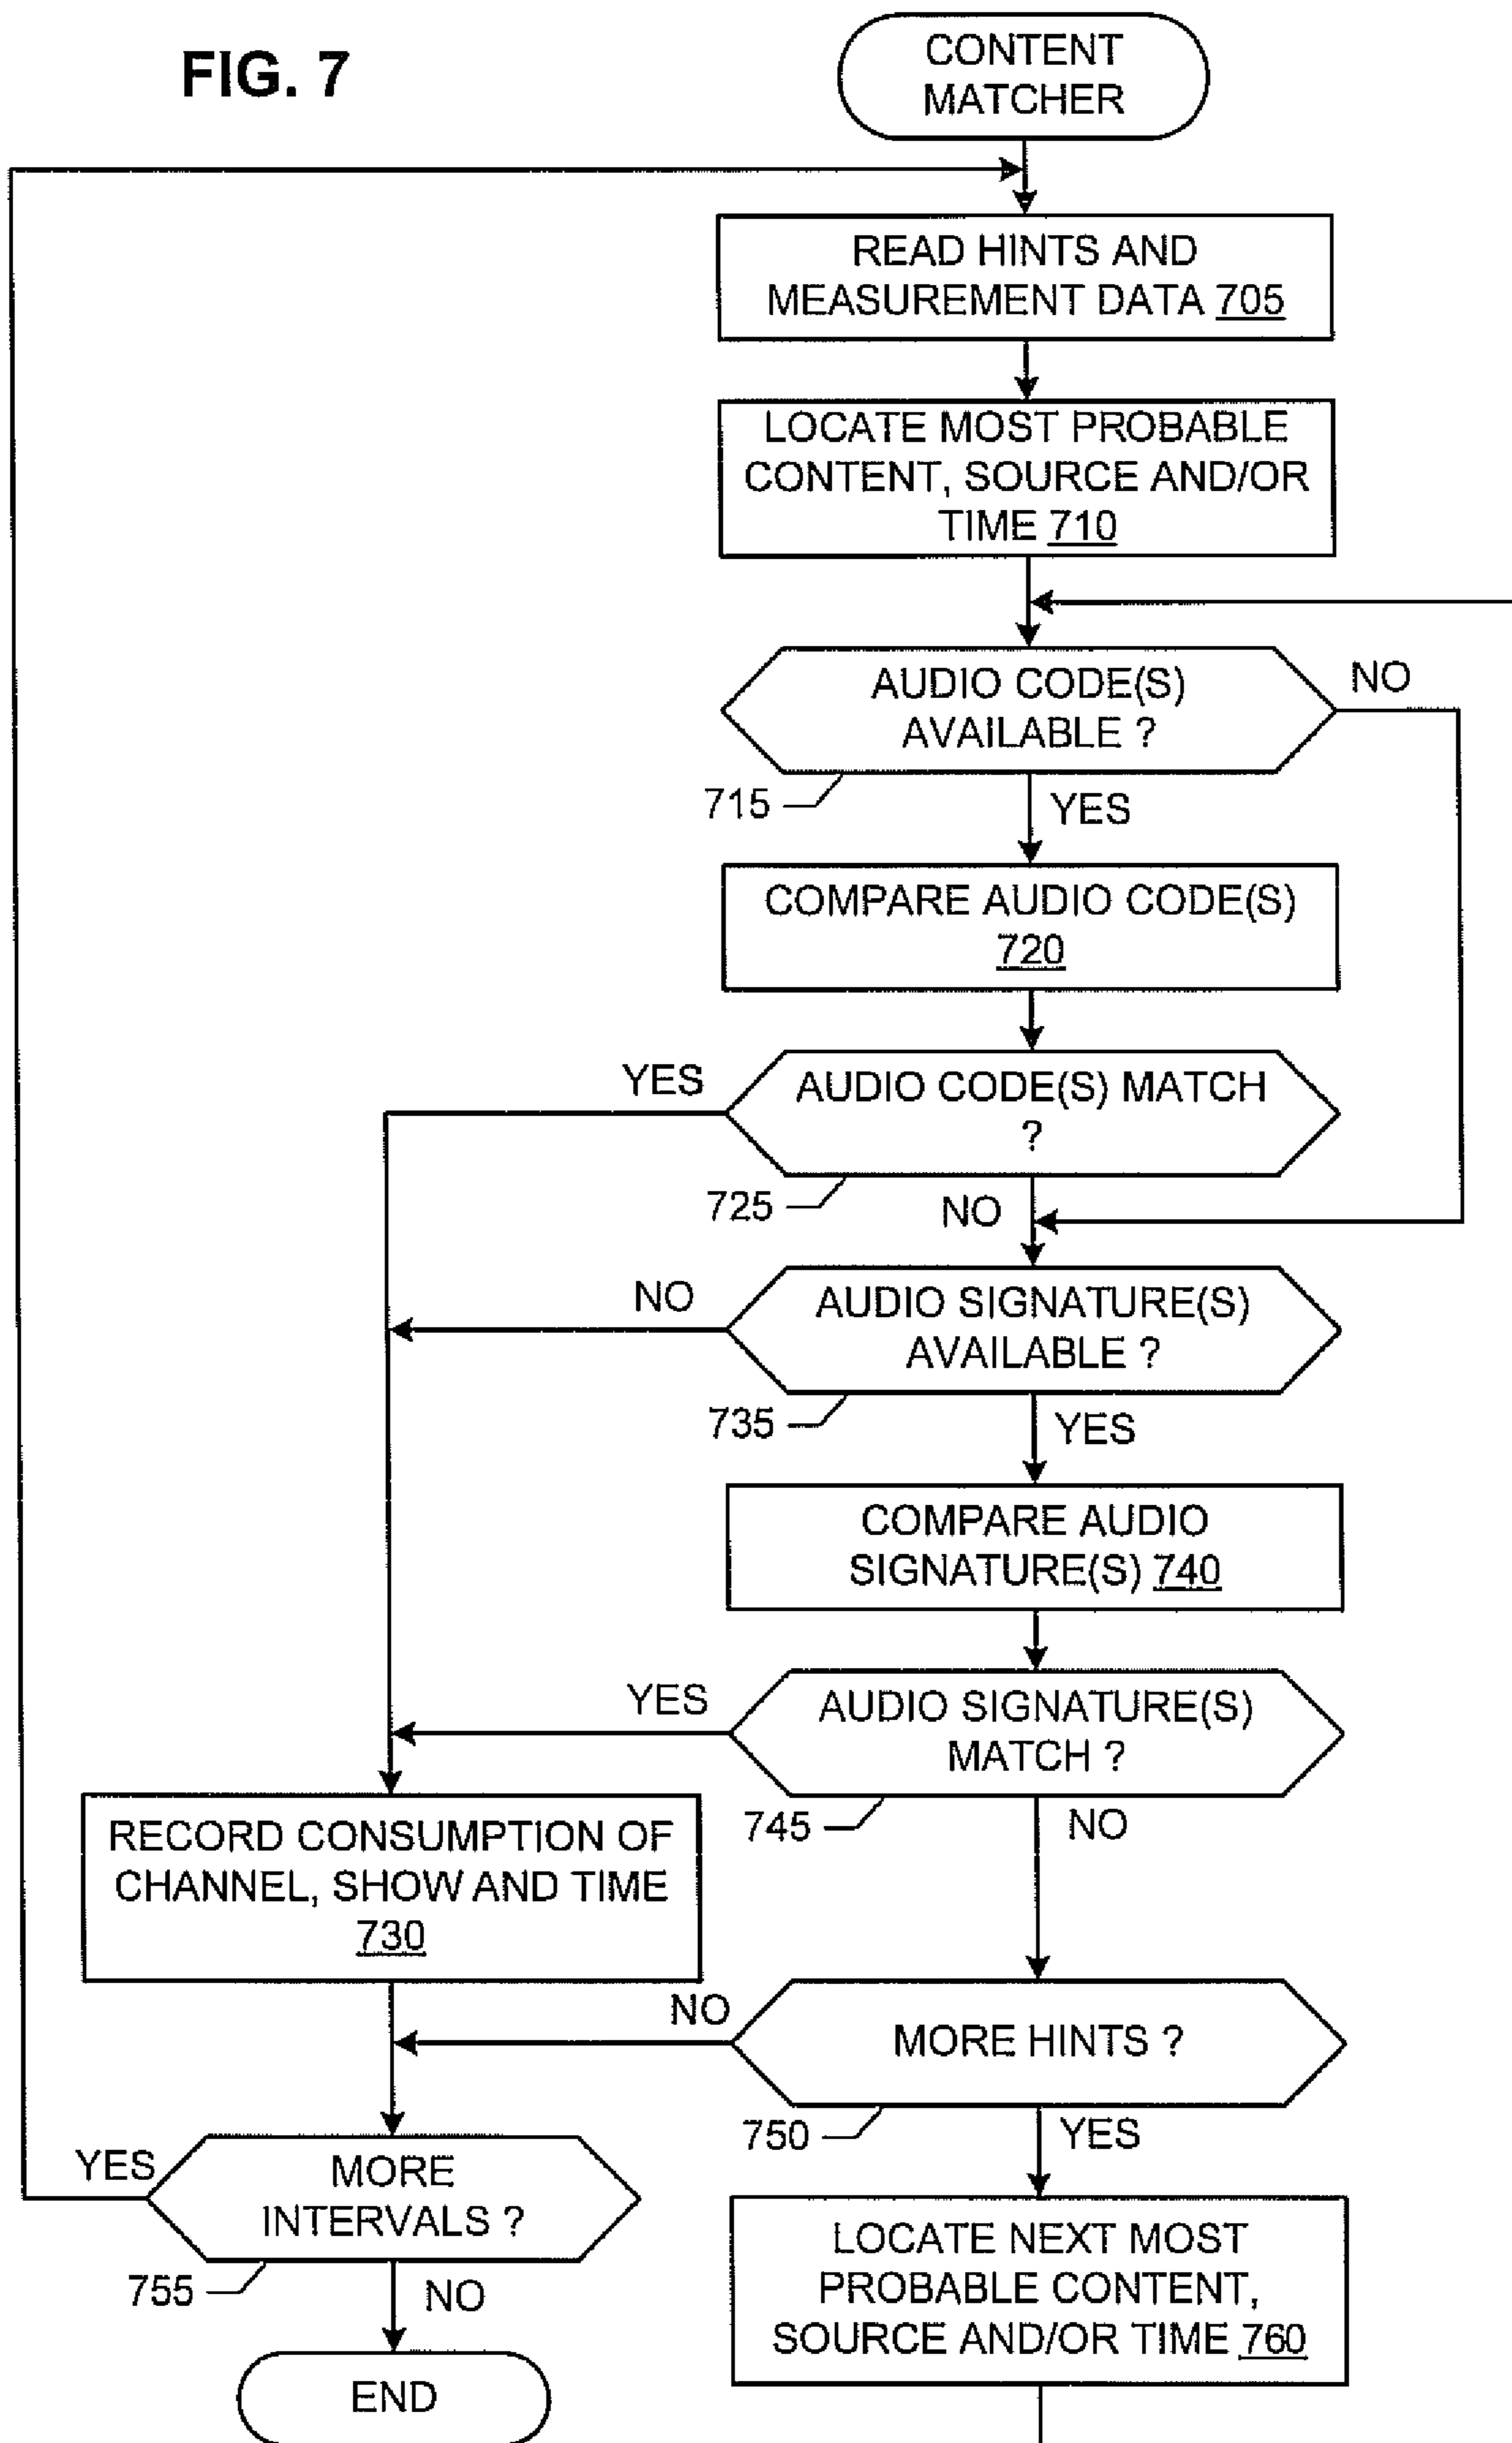 FIG. 7
CONTENT
MATCHER
READ HINTS AND
MEASUREMENT DATA 705
LOCATE MOST PROBABLE
CONTENT, SOURCE AND/OR
TIME 710
AUDIO CODE(S)
AVAILABLE ?
NO
715
YES
COMPARE AUDIO CODE(S)
720
YES
AUDIO CODE(S) MATCH
?
725
NO
NO
AUDIO SIGNATURE(S)
AVAILABLE ?
735
YES
COMPARE AUDIO
SIGNATURE(S) 740
YES
AUDIO SIGNATURE(S)
MATCH ?
745
NO
RECORD CONSUMPTION OF
CHANNEL, SHOW AND TIME
730
NO
MORE HINTS ?
750
YES
YES
MORE
INTERVALS ?
755
NO
LOCATE NEXT MOST
PROBABLE CONTENT,
SOURCE AND/OR TIME 760
END